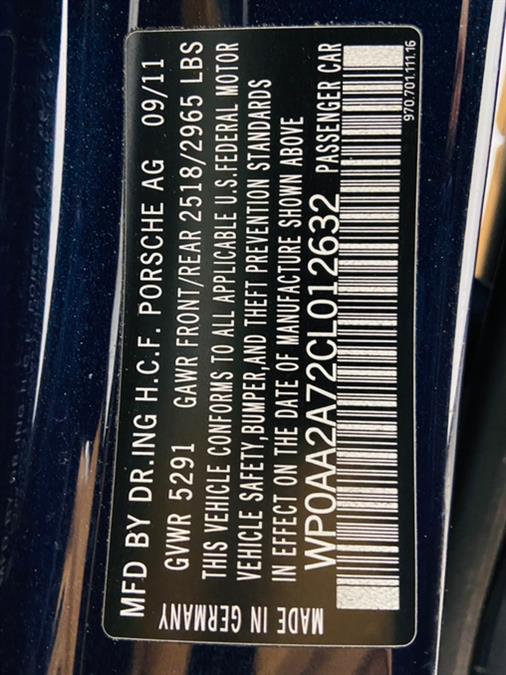 MFD BY DR.ING H.C.F. PORSCHE AG 09/11
GVWR 5291 GAWR FRONT/REAR 2518/2965 LBS
THIS VEHICLE CONFORMS TO ALL APPLICABLE U.S.FEDERAL MOTOR
VEHICLE SAFETY,BUMPER,AND THEFT PREVENTION STANDARDS
IN EFFECT ON THE DATE OF MANUFACTURE SHOWN ABOVE
WP0AA2A72CL012632 PASSENGER CAR
MADE IN GERMANY
970.701.111.16